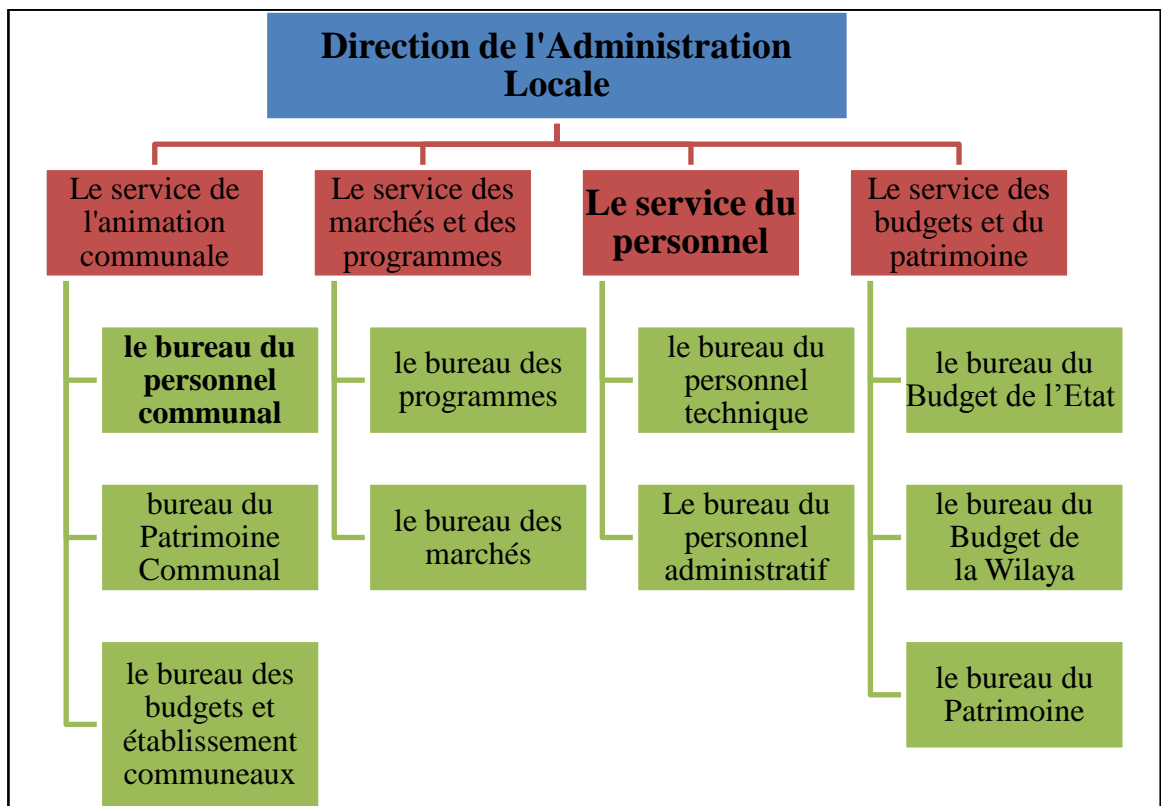 Direction de l'Administration
Locale
Le service de
l'animation
communale
Le service des
marchés et des
programmes
Le service du
personnel
Le service des
budgets et du
patrimoine
le bureau du
personnel
communal
bureau du
Patrimoine
Communal
le bureau des
budgets et
établissement
communeaux
le bureau des
programmes
le bureau des
marchés
le bureau du
personnel
technique
Le bureau du
personnel
administratif
le bureau du
Budget de l’Etat
le bureau du
Budget de
la Wilaya
le bureau du
Patrimoine